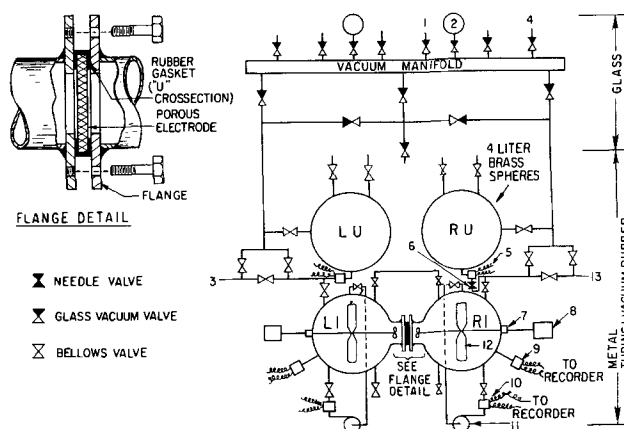 RUBBER
GASKET
("U"
CROSSECTION)
POROUS
ELECTRODE
FLANGE
FLANGE DETAIL
NEEDLE VALVE
GLASS VACUUM VALVE
BELLOWS VALVE
1
2
4
VACUUM MANIFOLD
GLASS
4 LITER
BRASS
SPHERES
LU
RU
6
5
3
13
LI
RI
7
8
12
9
SEE
FLANGE
DETAIL
TO
RECORDER
10
TO
RECORDER
11
METAL